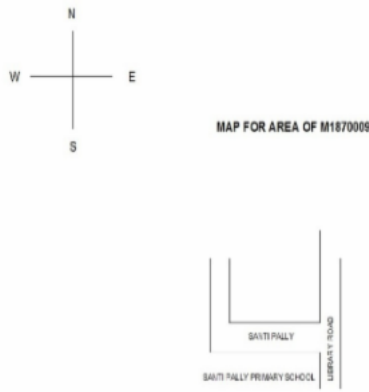 N
W E
S
MAP FOR AREA OF M1870009
SANTI PALLY
LIBRARY ROAD
SANTI PALLY PRIMARY SCHOOL